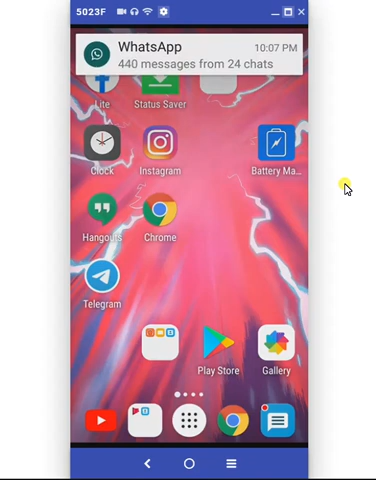 5023F
WhatsApp 10:07 PM
440 messages from 24 chats
Lite Status Saver
Clock Instagram Battery Ma...
Hangouts Chrome
Telegram
Play Store Gallery